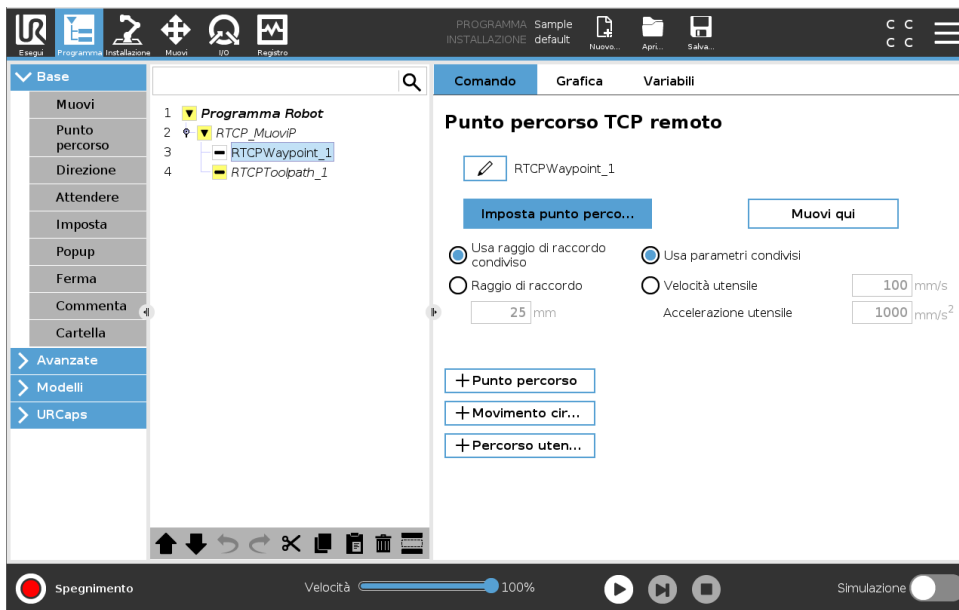 PROGRAMMA Sample
INSTALLAZIONE default
Esegui
Programma
Installazione
Muovi
I/O
Registro
Nuovo...
Apri...
Salva...
C C
C C
Base
Muovi
Punto
percorso
Direzione
Attendere
Imposta
Popup
Ferma
Commenta
Cartella
Avanzate
Modelli
URCaps
1 Programma Robot
2 RTCP_MuoviP
3 RTCPWaypoint_1
4 RTCPToolpath_1
Comando Grafica Variabili
Punto percorso TCP remoto
RTCPWaypoint_1
Imposta punto perco...
Muovi qui
Usa raggio di raccordo
condiviso
Raggio di raccordo
25 mm
Usa parametri condivisi
Velocità utensile 100 mm/s
Accelerazione utensile 1000 mm/s²
Punto percorso
Movimento cir...
Percorso uten...
Spegnimento
Velocità 100%
Simulazione